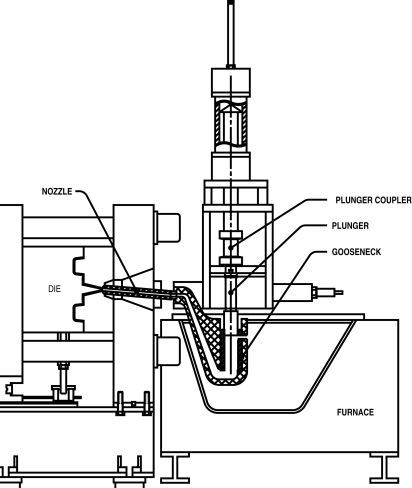 NOZZLE
PLUNGER COUPLER
PLUNGER
GOOSENECK
DIE
FURNACE